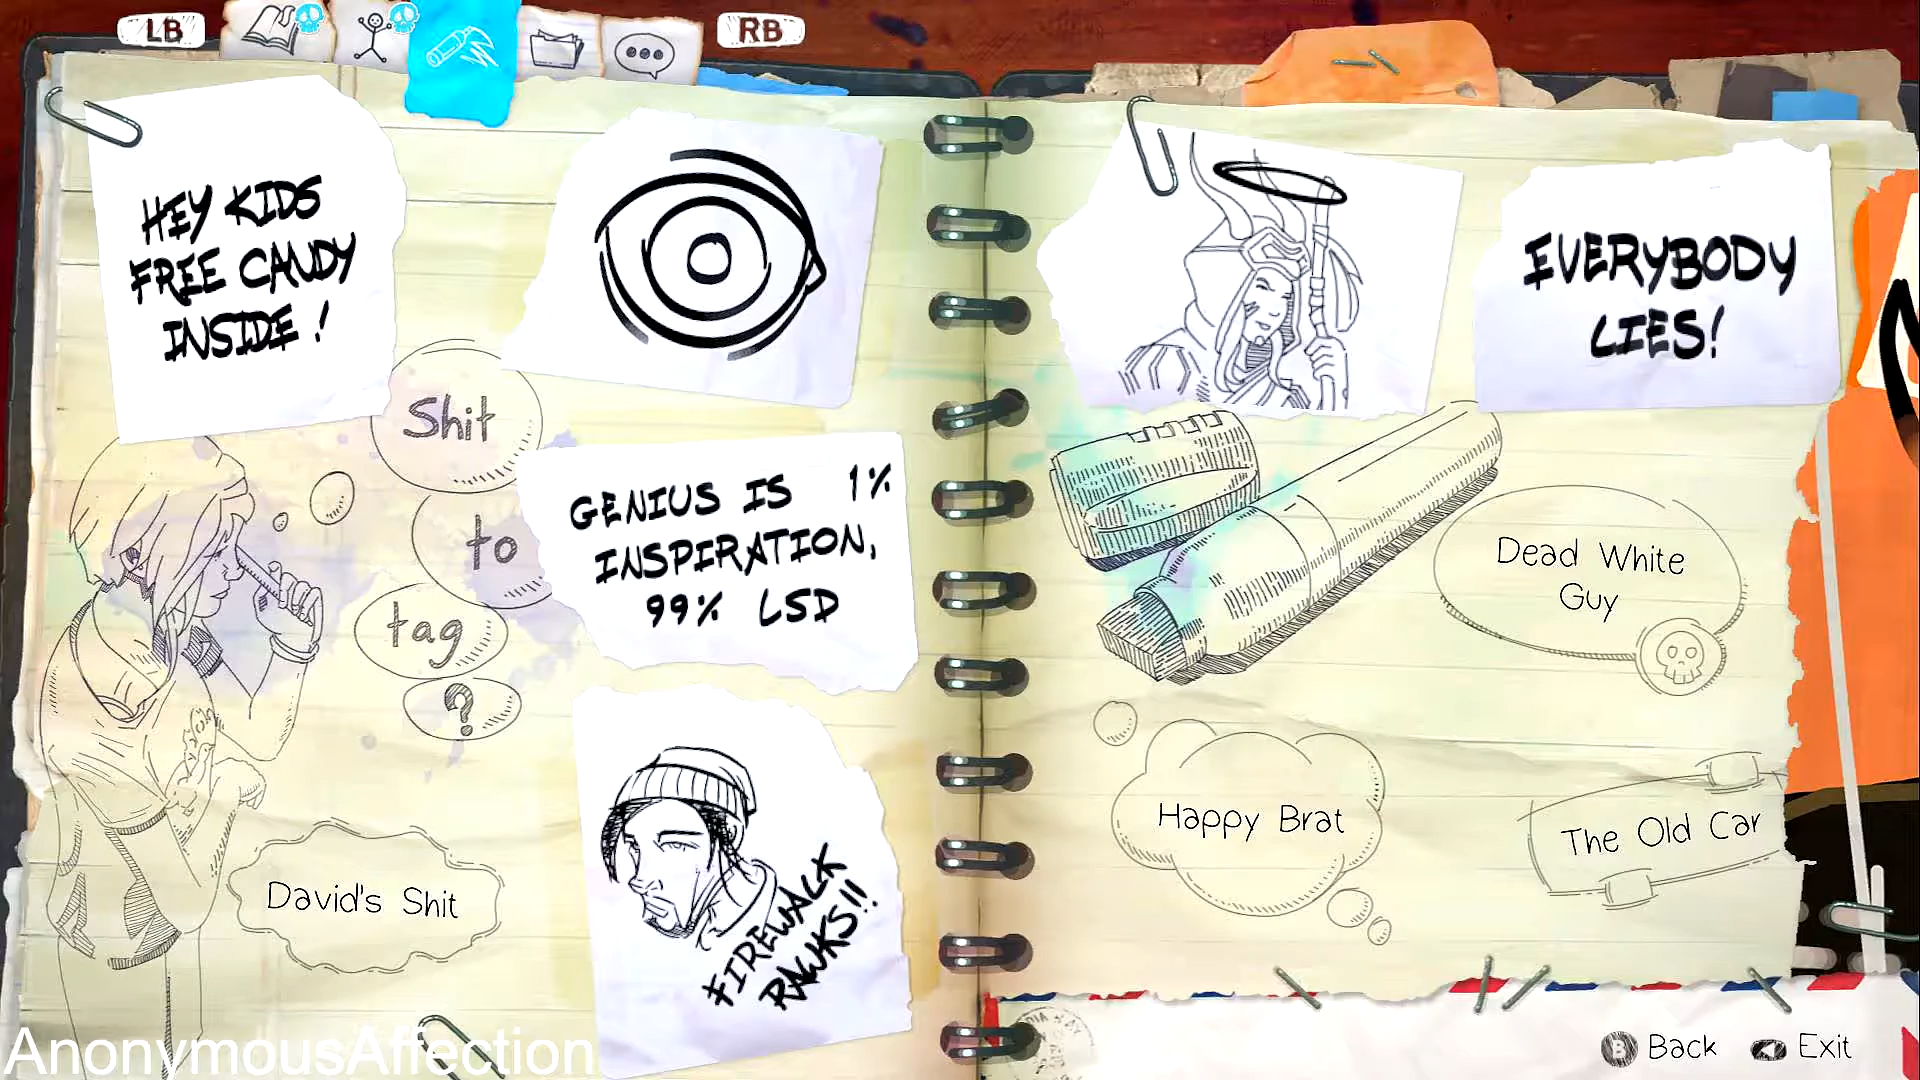 LB
RB
HEY KIDS
FREE CANDY
INSIDE!
Shit
to
tag
?
GENIUS IS 1%
INSPIRATION,
99% LSD
FIREWALK
RAWKS!!
David's Shit
EVERYBODY
LIES!
Dead White
Guy
Happy Brat
The Old Car
B Back
Exit
AnonymousAffection